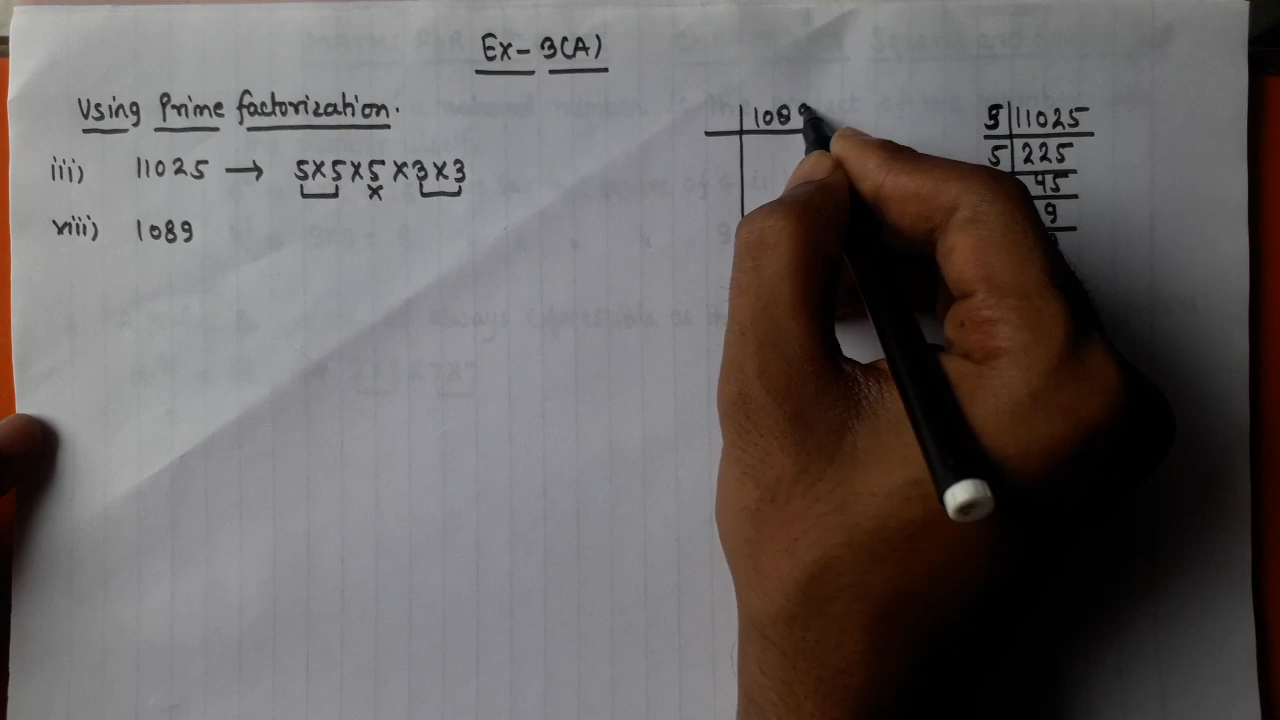 Ex- 3(A)
Using Prime factorization.
iii) 11025 → 5×5×5×3×3
×
xiii) 1089
1089
5 11025
5 225
45
9